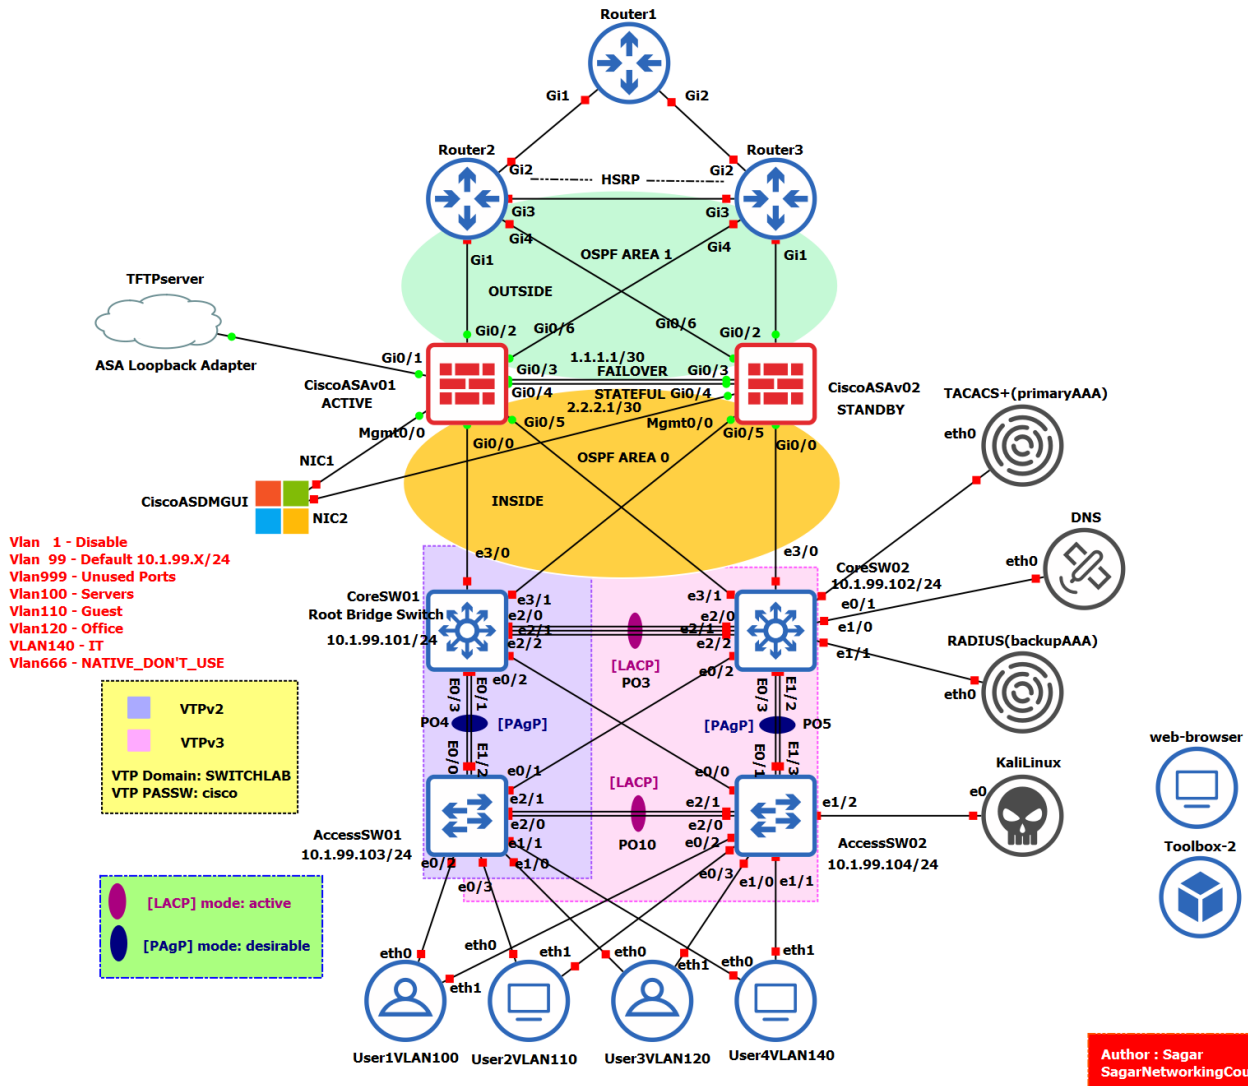 Router1
Gi1
Gi2
Router2
Router3
Gi2
HSRP
Gi2
Gi3
Gi3
Gi4
Gi4
OSPF AREA 1
Gi1
Gi1
TFTPserver
OUTSIDE
Gi0/2
Gi0/6
Gi0/6
Gi0/2
ASA Loopback Adapter
Gi0/1
1.1.1.1/30
Gi0/3
FAILOVER
Gi0/3
CiscoASAv01
ACTIVE
Gi0/4
STATEFUL
Gi0/4
2.2.2.1/30
CiscoASAv02
STANDBY
TACACS+(primaryAAA)
eth0
Mgmt0/0
Gi0/5
Mgmt0/0
Gi0/5
Gi0/0
Gi0/0
OSPF AREA 0
NIC1
CiscoASDMGUI
NIC2
INSIDE
DNS
eth0
Vlan 1 - Disable
Vlan 99 - Default 10.1.99.X/24
Vlan999 - Unused Ports
Vlan100 - Servers
Vlan110 - Guest
Vlan120 - Office
VLAN140 - IT
Vlan666 - NATIVE_DON'T_USE
e3/0
e3/0
CoreSW01
Root Bridge Switch
10.1.99.101/24
e3/1
e2/0
e2/1
e2/2
e0/2
e3/1
e2/0
e2/1
e2/2
e0/2
CoreSW02
10.1.99.102/24
e0/1
e1/0
e1/1
RADIUS(backupAAA)
eth0
[LACP]
PO3
E0/3
E0/1
E0/3
E1/2
PO4
[PAgP]
[PAgP]
PO5
E0/0
E1/2
E0/1
E1/3
VTPv2
VTPv3
VTP Domain: SWITCHLAB
VTP PASSW: cisco
web-browser
KaliLinux
e0
e0/1
e0/0
[LACP]
e2/1
e2/1
e1/2
e2/0
e2/0
PO10
AccessSW01
10.1.99.103/24
e1/1
e0/2
e0/2
e1/0
e0/3
e0/3
e1/0
e1/1
AccessSW02
10.1.99.104/24
Toolbox-2
[LACP] mode: active
[PAgP] mode: desirable
eth0
eth1
eth0
eth1
eth0
eth1
eth0
eth1
User1VLAN100
User2VLAN110
User3VLAN120
User4VLAN140
Author : Sagar
SagarNetworkingCou